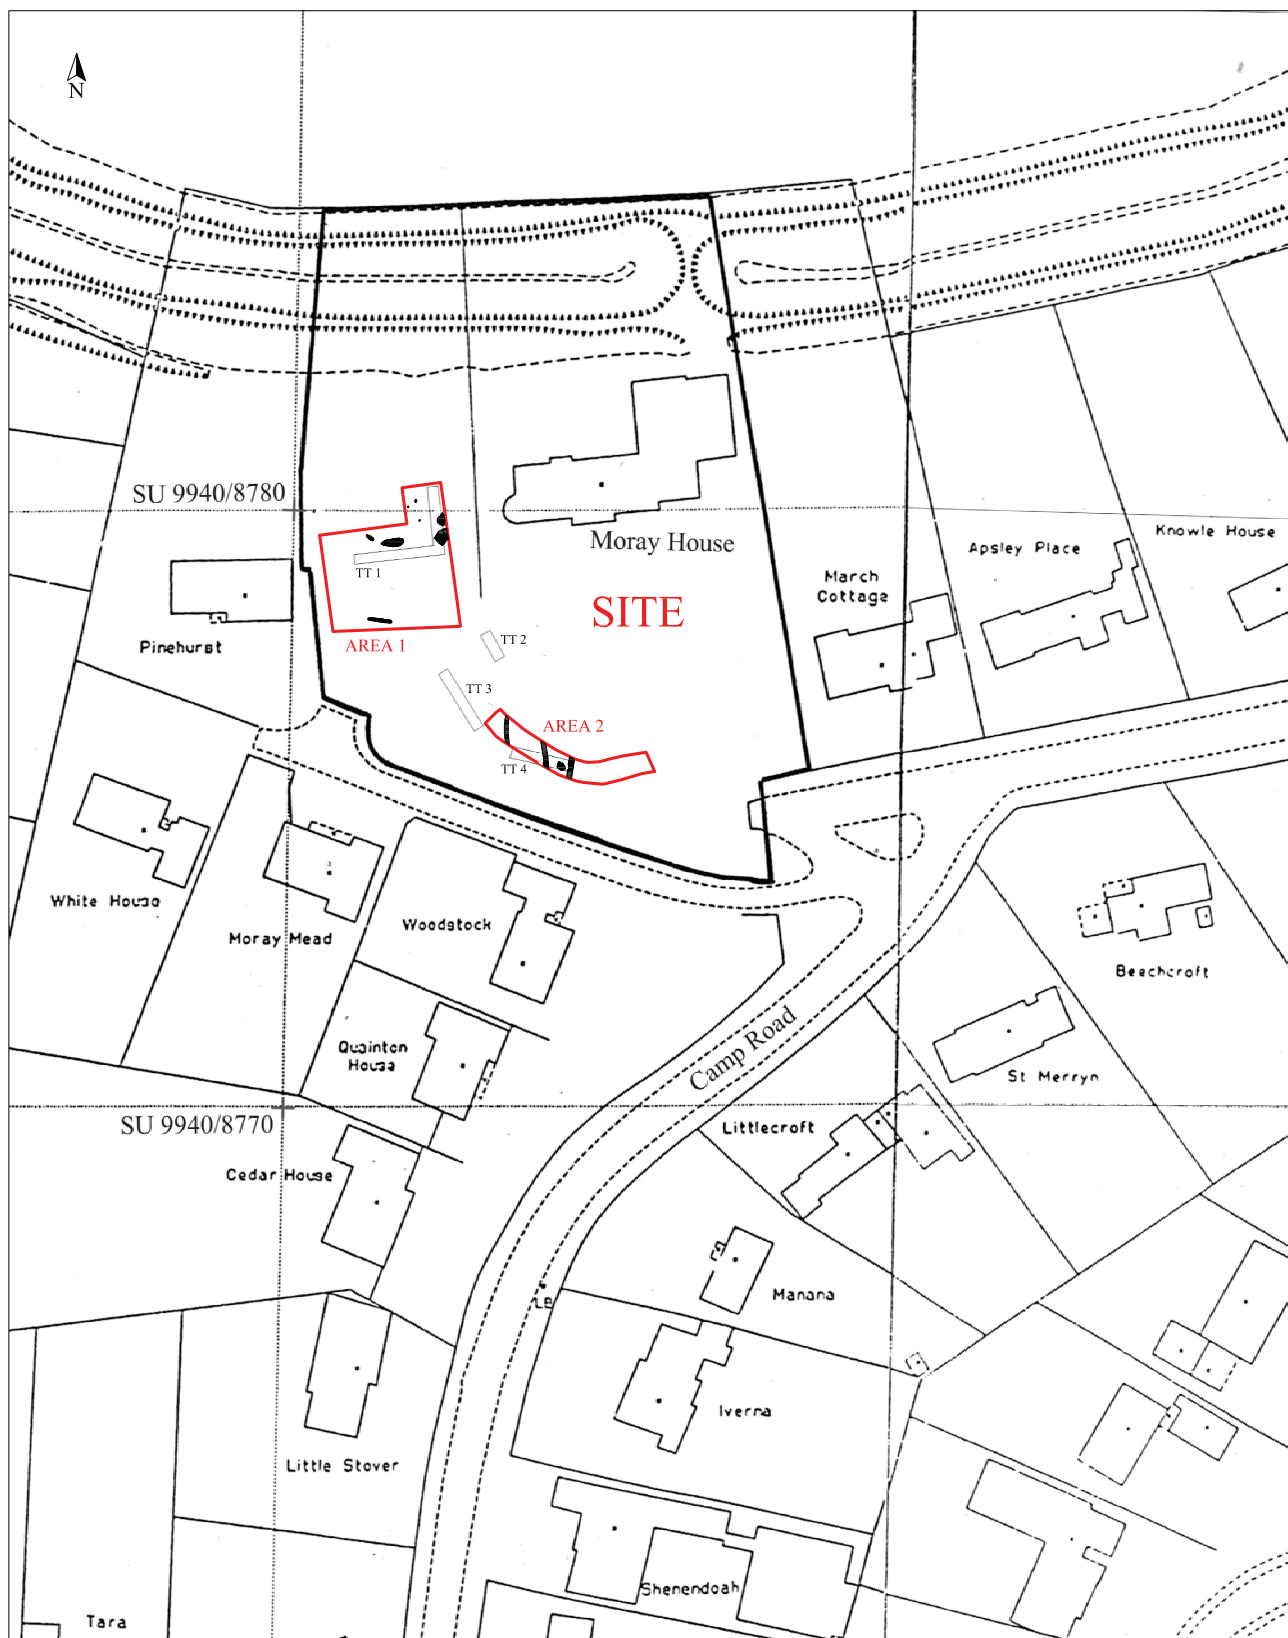 N
SU 9940/8780
Moray House
Knowle House
Apsley Place
March
Cottage
TT 1
SITE
Pinehurst
AREA 1
TT 2
TT 3
AREA 2
TT 4
White House
Moray Mead
Woodstock
Beechcroft
Camp Road
Quainton
House
St Merryn
SU 9940/8770
Littlecroft
Cedar House
LB
Manana
Iverna
Little Stover
Shenendoah
Tara